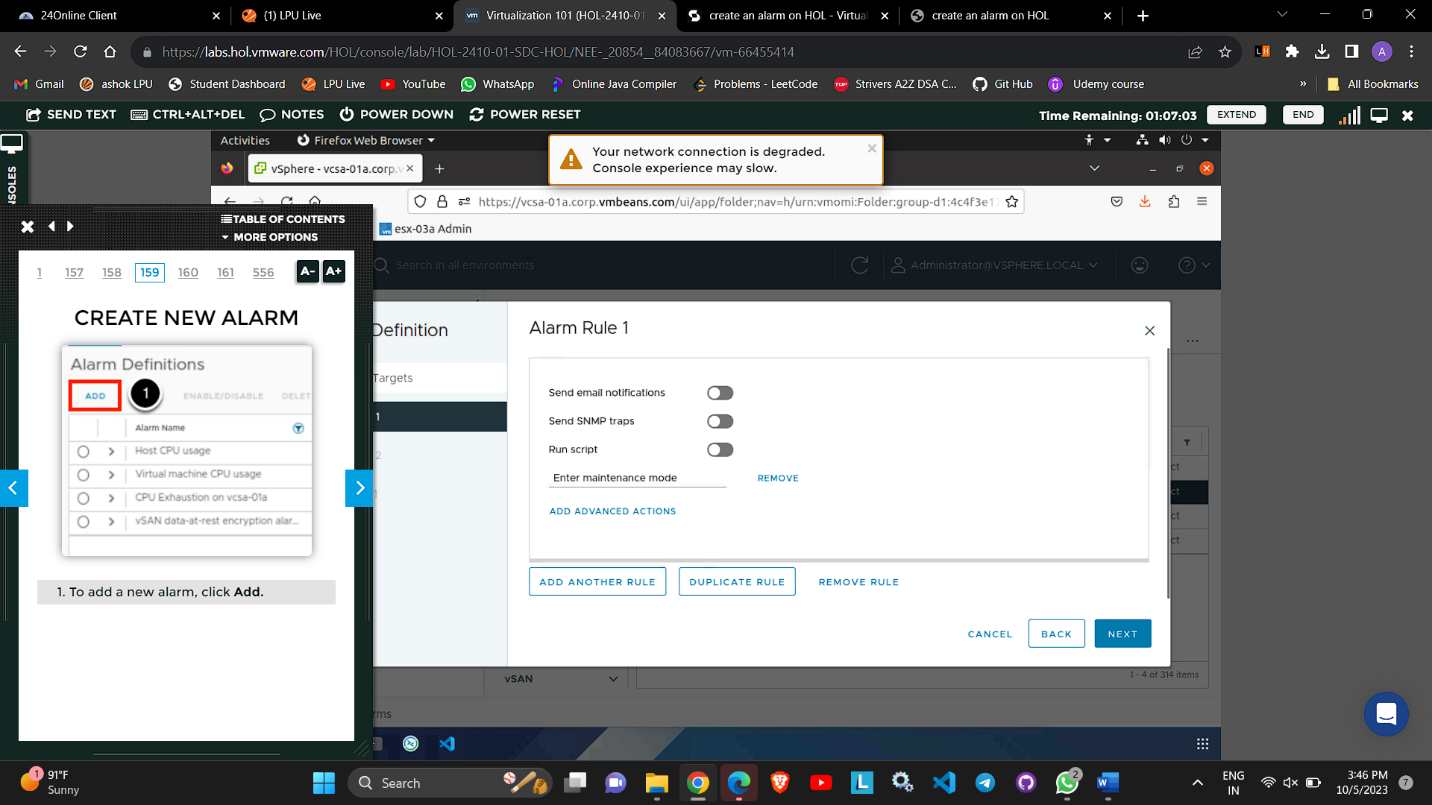 24Online Client
(1) LPU Live
Virtualization 101 (HOL-2410-01
create an alarm on HOL - Virtual
create an alarm on HOL
https://labs.hol.vmware.com/HOL/console/lab/HOL-2410-01-SDC-HOL/NEE-_20854__84083667/vm-66455414
A
Gmail
ashok LPU
Student Dashboard
LPU Live
YouTube
WhatsApp
Online Java Compiler
Problems - LeetCode
Strivers A2Z DSA C...
Git Hub
Udemy course
»
All Bookmarks
SEND TEXT
CTRL+ALT+DEL
NOTES
POWER DOWN
POWER RESET
Time Remaining: 01:07:03
EXTEND
END
Activities
Firefox Web Browser
Your network connection is degraded.
Console experience may slow.
vSphere - vcsa-01a.corp.v
https://vcsa-01a.corp.vmbeans.com/ui/app/folder;nav=h/urn:vmomi:Folder:group-d1:4c4f3e1
esx-03a Admin
Search in all environments
Administrator@VSPHERE.LOCAL
TABLE OF CONTENTS
MORE OPTIONS
1 157 158 159 160 161 556 A- A+
CREATE NEW ALARM
Alarm Definitions
ADD
1
ENABLE/DISABLE
DELET
Alarm Name
Host CPU usage
Virtual machine CPU usage
CPU Exhaustion on vcsa-01a
vSAN data-at-rest encryption alar...
1. To add a new alarm, click Add.
Definition
Targets
1
2
Alarm Rule 1
Send email notifications
Send SNMP traps
Run script
Enter maintenance mode
REMOVE
ADD ADVANCED ACTIONS
ADD ANOTHER RULE
DUPLICATE RULE
REMOVE RULE
CANCEL
BACK
NEXT
vSAN
1 - 4 of 314 items
rms
1
91°F
Sunny
Search
2
ENG
IN
3:46 PM
10/5/2023
7